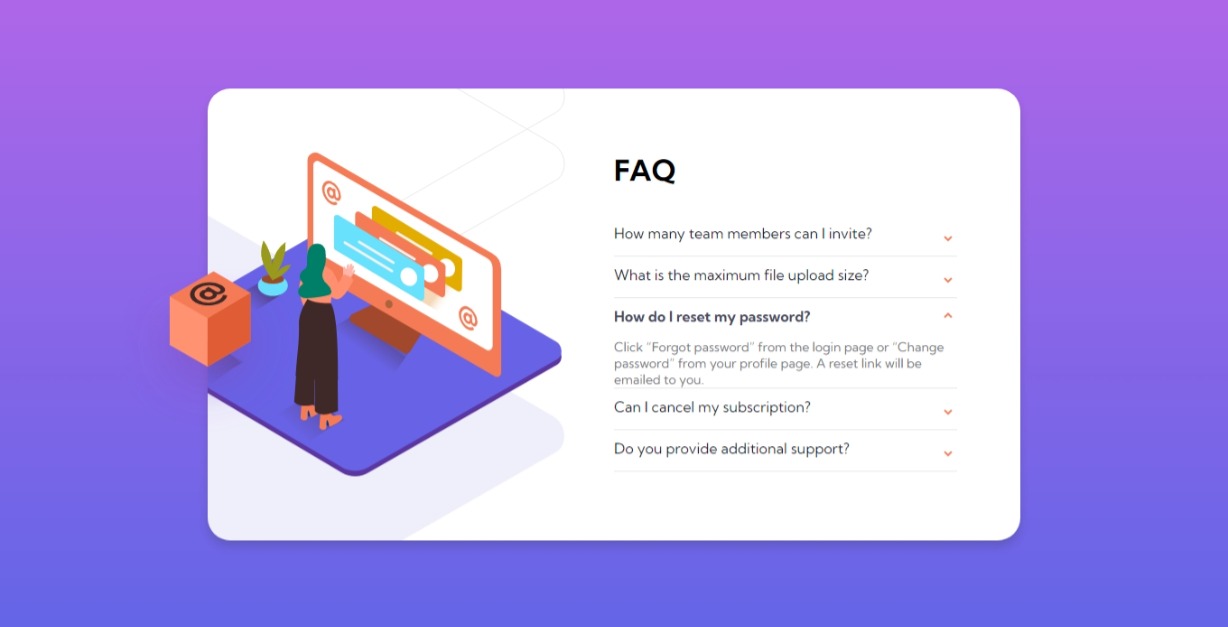 @
@
@
FAQ
How many team members can I invite?
What is the maximum file upload size?
How do I reset my password?
Click “Forgot password” from the login page or “Change
password” from your profile page. A reset link will be
emailed to you.
Can I cancel my subscription?
Do you provide additional support?